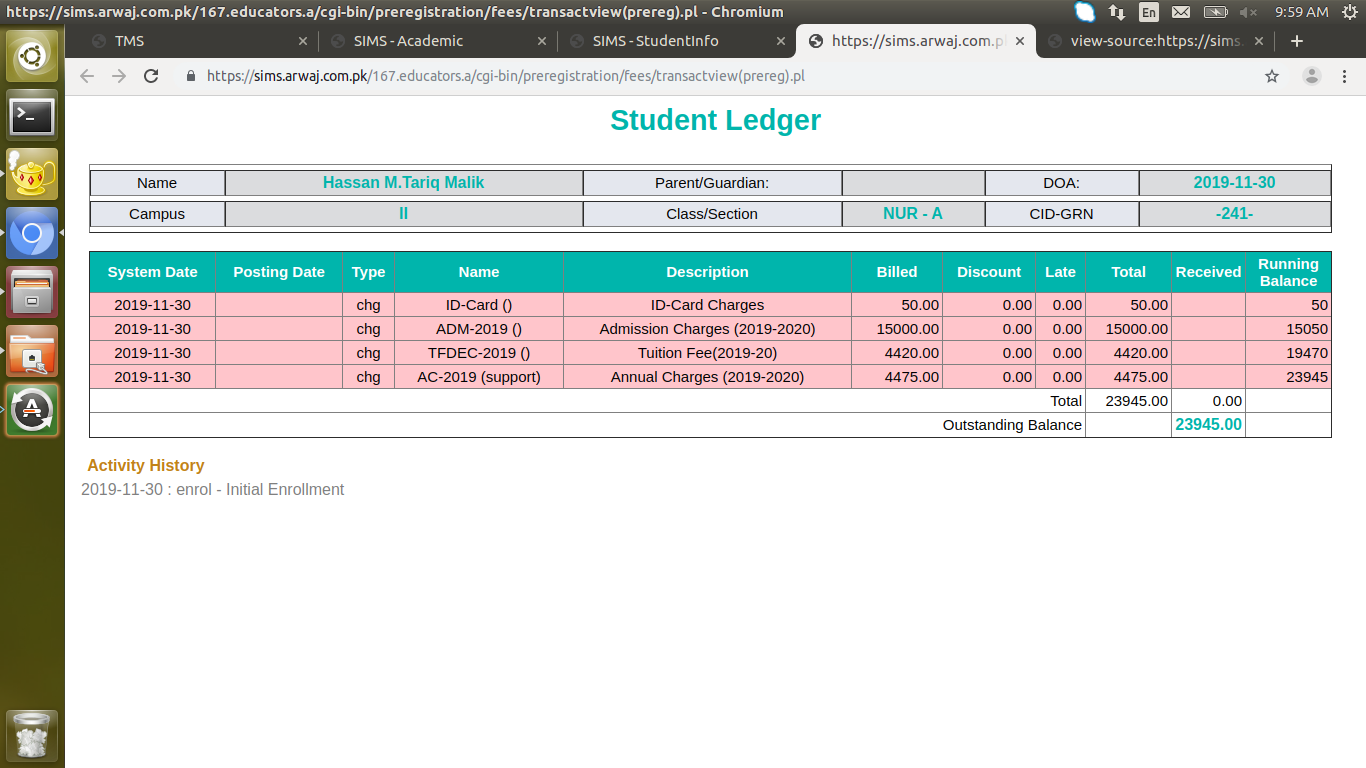 https://sims.arwaj.com.pk/167.educators.a/cgi-bin/preregistration/fees/transactview(prereg).pl - Chromium
En
9:59 AM
TMS
SIMS - Academic
SIMS - StudentInfo
https://sims.arwaj.com.p
view-source:https://sims.
https://sims.arwaj.com.pk/167.educators.a/cgi-bin/preregistration/fees/transactview(prereg).pl
Student Ledger
Name Hassan M.Tariq Malik Parent/Guardian: DOA: 2019-11-30
Campus II Class/Section NUR - A CID-GRN -241-
System Date Posting Date Type Name Description Billed Discount Late Total Received Running Balance
2019-11-30 chg ID-Card () ID-Card Charges 50.00 0.00 0.00 50.00 50
2019-11-30 chg ADM-2019 () Admission Charges (2019-2020) 15000.00 0.00 0.00 15000.00 15050
2019-11-30 chg TFDEC-2019 () Tuition Fee(2019-20) 4420.00 0.00 0.00 4420.00 19470
2019-11-30 chg AC-2019 (support) Annual Charges (2019-2020) 4475.00 0.00 0.00 4475.00 23945
Total 23945.00 0.00
Outstanding Balance 23945.00
Activity History
2019-11-30 : enrol - Initial Enrollment